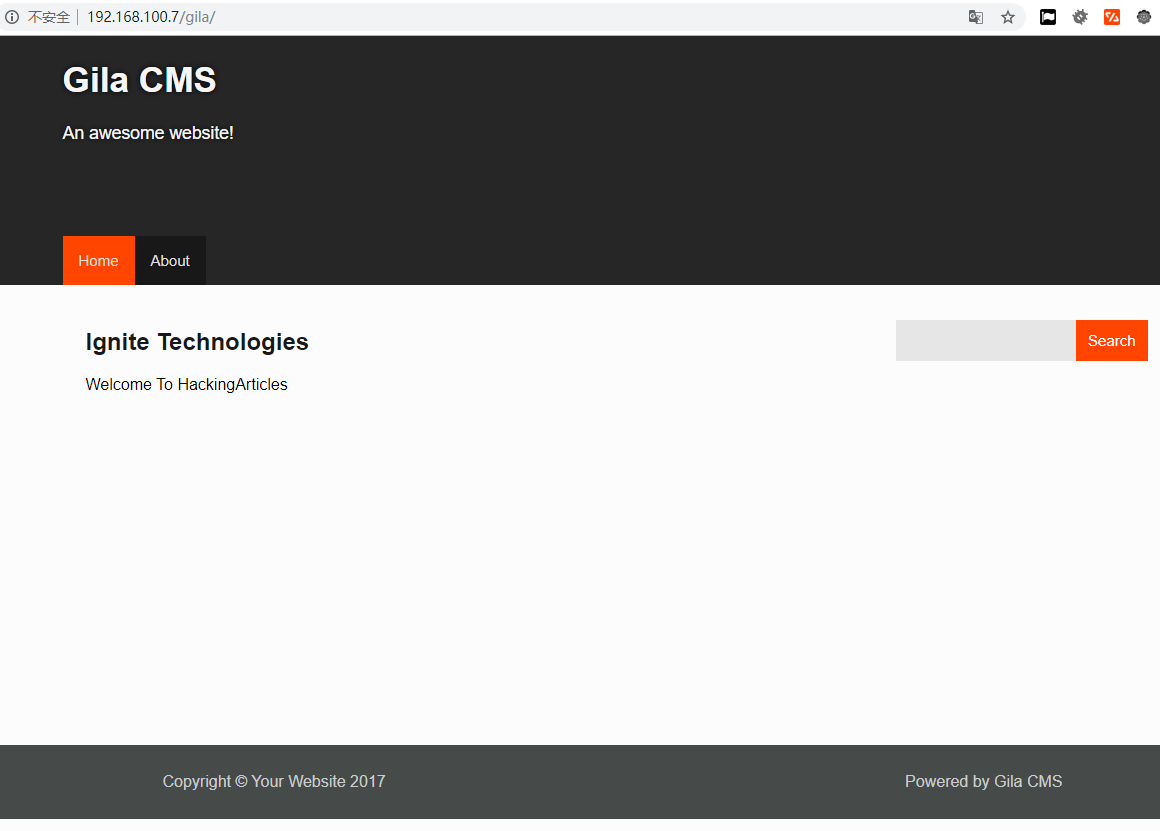 不安全 192.168.100.7/gila/
Gila CMS
An awesome website!
Home About
Ignite Technologies
Search
Welcome To HackingArticles
Copyright © Your Website 2017
Powered by Gila CMS